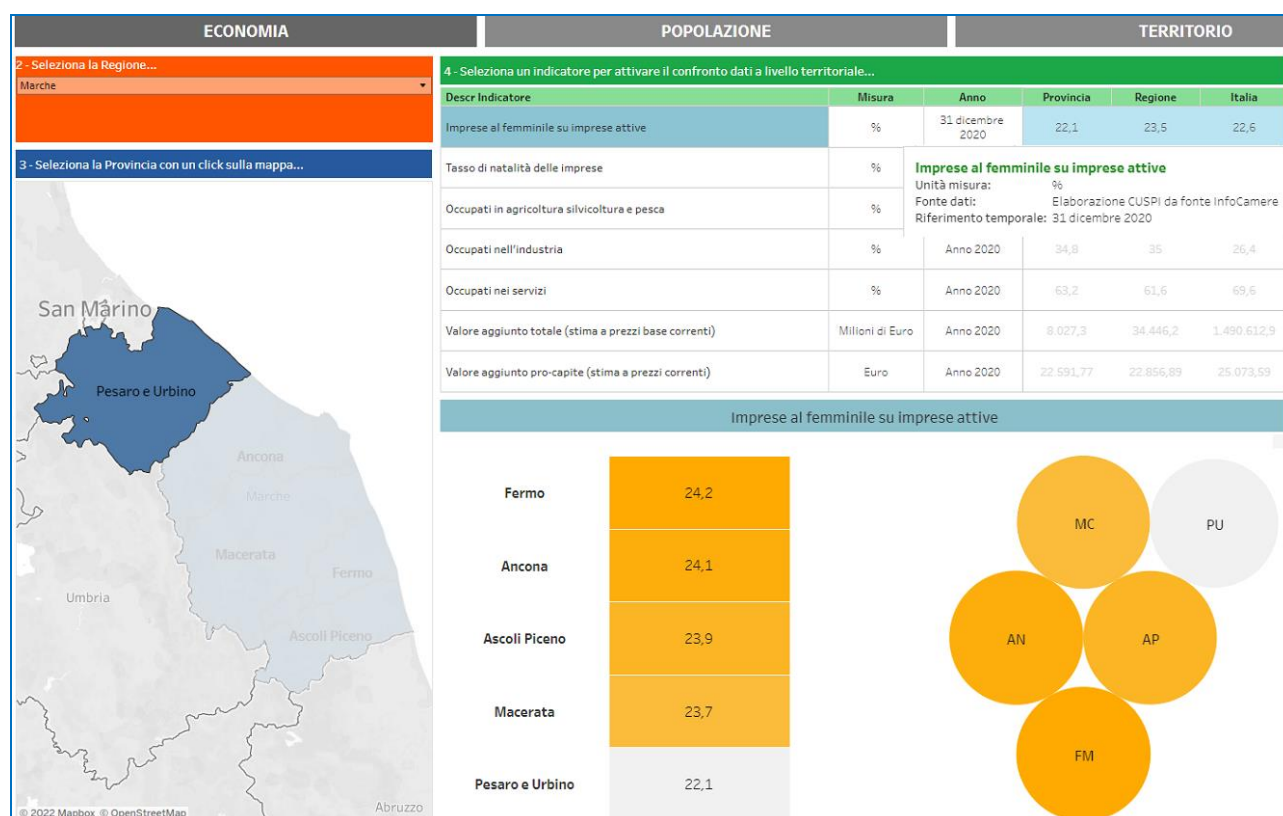 ECONOMIA
POPOLAZIONE
TERRITORIO
2 - Seleziona la Regione...
Marche
3 - Seleziona la Provincia con un click sulla mappa...
San Marino
Pesaro e Urbino
Ancona
Marche
Macerata
Fermo
Umbria
Ascoli Piceno
Abruzzo
© 2022 Mapbox © OpenStreetMap
4 - Seleziona un indicatore per attivare il confronto dati a livello territoriale...
Descr Indicatore Misura Anno Provincia Regione Italia
Imprese al femminile su imprese attive % 31 dicembre 2020 22,1 23,5 22,6
Tasso di natalità delle imprese %
Occupati in agricoltura silvicoltura e pesca %
Imprese al femminile su imprese attive
Unità misura: %
Fonte dati: Elaborazione CUSPI da fonte InfoCamere
Riferimento temporale: 31 dicembre 2020
Occupati nell'industria % Anno 2020 34,8 35 26,4
Occupati nei servizi % Anno 2020 63,2 61,6 69,6
Valore aggiunto totale (stima a prezzi base correnti) Milioni di Euro Anno 2020 8.027,3 34.446,2 1.490.612,9
Valore aggiunto pro-capite (stima a prezzi correnti) Euro Anno 2020 22.591,77 22.856,89 25.073,59
Imprese al femminile su imprese attive
Fermo 24,2
Ancona 24,1
Ascoli Piceno 23,9
Macerata 23,7
Pesaro e Urbino 22,1
MC
PU
AN
AP
FM